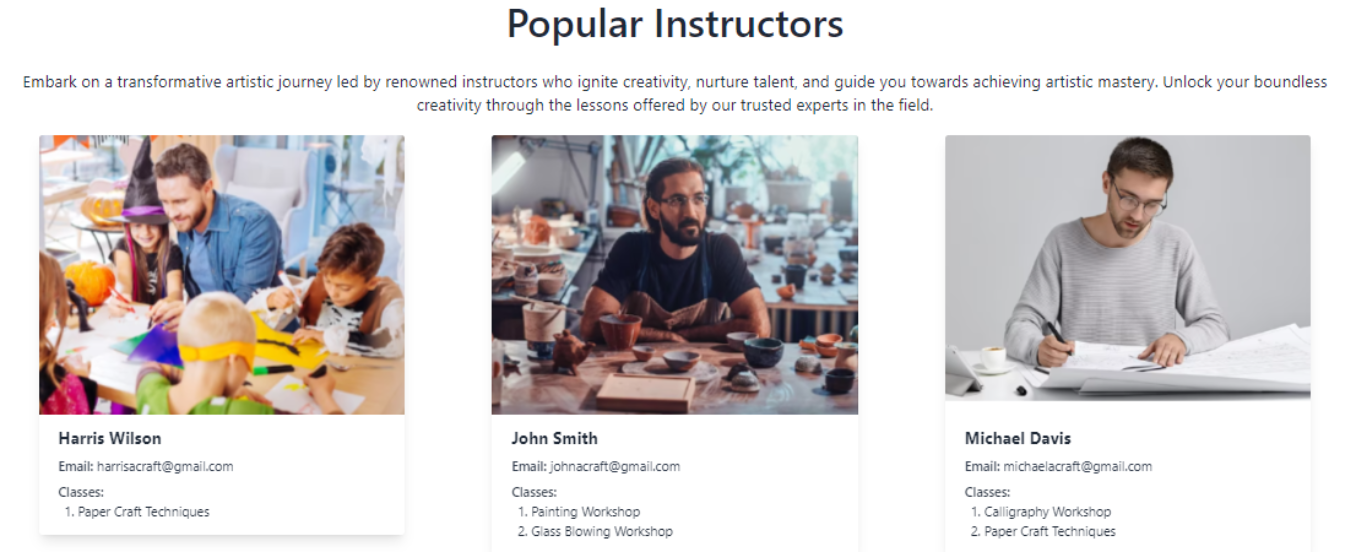 Popular Instructors
Embark on a transformative artistic journey led by renowned instructors who ignite creativity, nurture talent, and guide you towards achieving artistic mastery. Unlock your boundless
creativity through the lessons offered by our trusted experts in the field.
Harris Wilson
Email: harrisacraft@gmail.com
Classes:
1. Paper Craft Techniques
John Smith
Email: johnacraft@gmail.com
Classes:
1. Painting Workshop
2. Glass Blowing Workshop
Michael Davis
Email: michaelacraft@gmail.com
Classes:
1. Calligraphy Workshop
2. Paper Craft Techniques